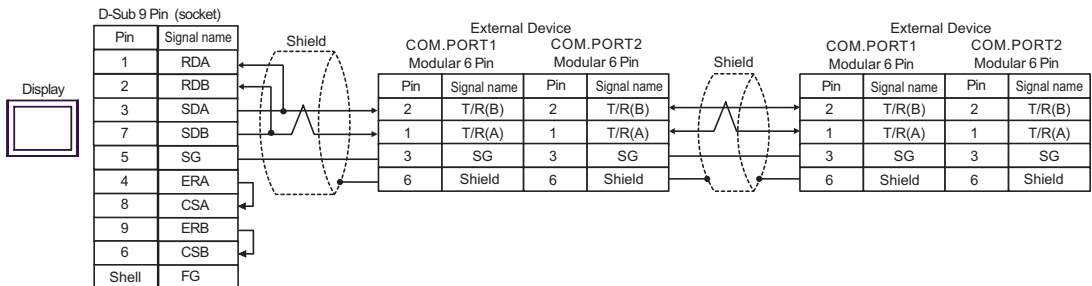 D-Sub 9 Pin (socket)
Pin Signal name
1 RDA
2 RDB
3 SDA
7 SDB
5 SG
4 ERA
8 CSA
9 ERB
6 CSB
Shell FG
Display
Shield
External Device
COM.PORT1 COM.PORT2
Modular 6 Pin Modular 6 Pin
Pin Signal name Pin Signal name
2 T/R(B) 2 T/R(B)
1 T/R(A) 1 T/R(A)
3 SG 3 SG
6 Shield 6 Shield
Shield
External Device
COM.PORT1 COM.PORT2
Modular 6 Pin Modular 6 Pin
Pin Signal name Pin Signal name
2 T/R(B) 2 T/R(B)
1 T/R(A) 1 T/R(A)
3 SG 3 SG
6 Shield 6 Shield